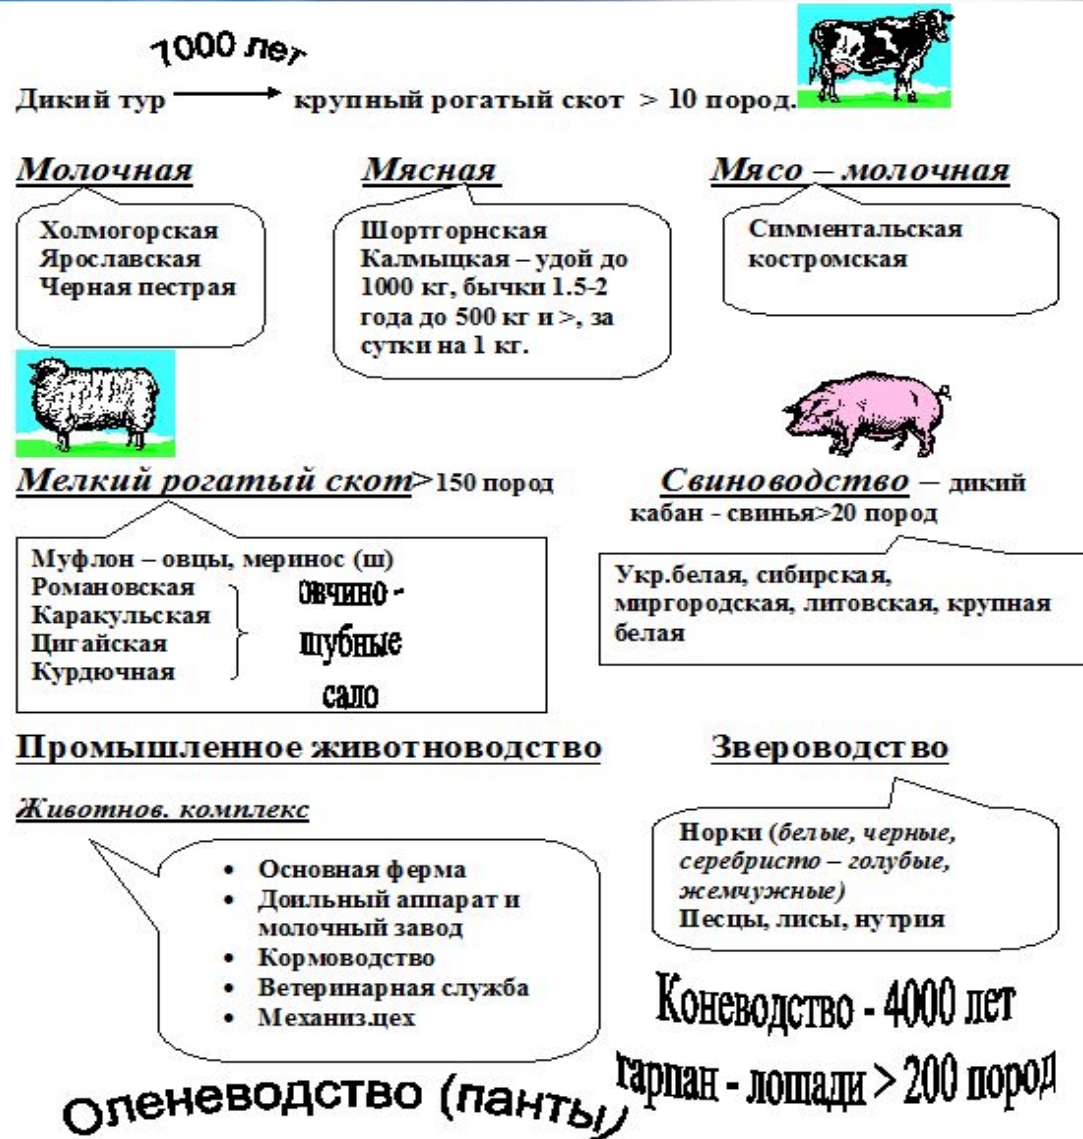 7000 лет
Дикий тур крупный рогатый скот > 10 пород.
Молочная
Холмогорская
Ярославская
Черная пестрая
Мясная
Шортгорнская
Калмыцкая – удой до
1000 кг, бычки 1.5-2
года до 500 кг и >, за
сутки на 1 кг.
Мясо – молочная
Симментальская
костромская
Мелкий рогатый скот>150 пород
Муфлон – овцы, меринос (ш)
Романовская
Каракульская
Цигайская
Курдючная
овчино -
шубные
сало
Свиноводство – дикий
кабан - свинья>20 пород
Укр.белая, сибирская,
миргородская, литовская, крупная
белая
Промышленное животноводство
Животнов. комплекс
• Основная ферма
• Доильный аппарат и
молочный завод
• Кормоводство
• Ветеринарная служба
• Механиз.цех
Звероводство
Норки (белые, черные,
серебристо – голубые,
жемчужные)
Песцы, лисы, нутрия
Коневодство - 4000 лет
тарпан - лошади > 200 пород
Оленеводство (панты)